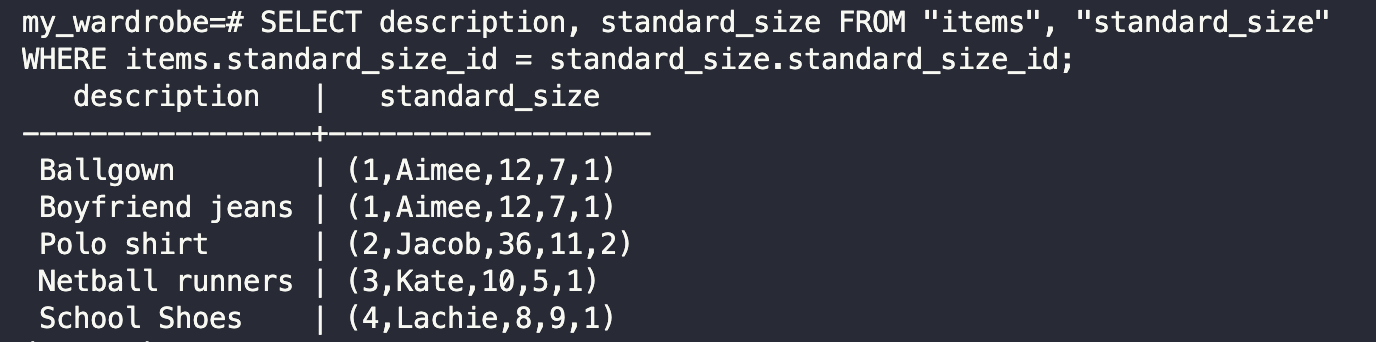 my_wardrobe=# SELECT description, standard_size FROM "items", "standard_size"
WHERE items.standard_size_id = standard_size.standard_size_id;
   description   |   standard_size
-----------------+-------------------
 Ballgown        | (1,Aimee,12,7,1)
 Boyfriend jeans | (1,Aimee,12,7,1)
 Polo shirt      | (2,Jacob,36,11,2)
 Netball runners | (3,Kate,10,5,1)
 School Shoes    | (4,Lachie,8,9,1)